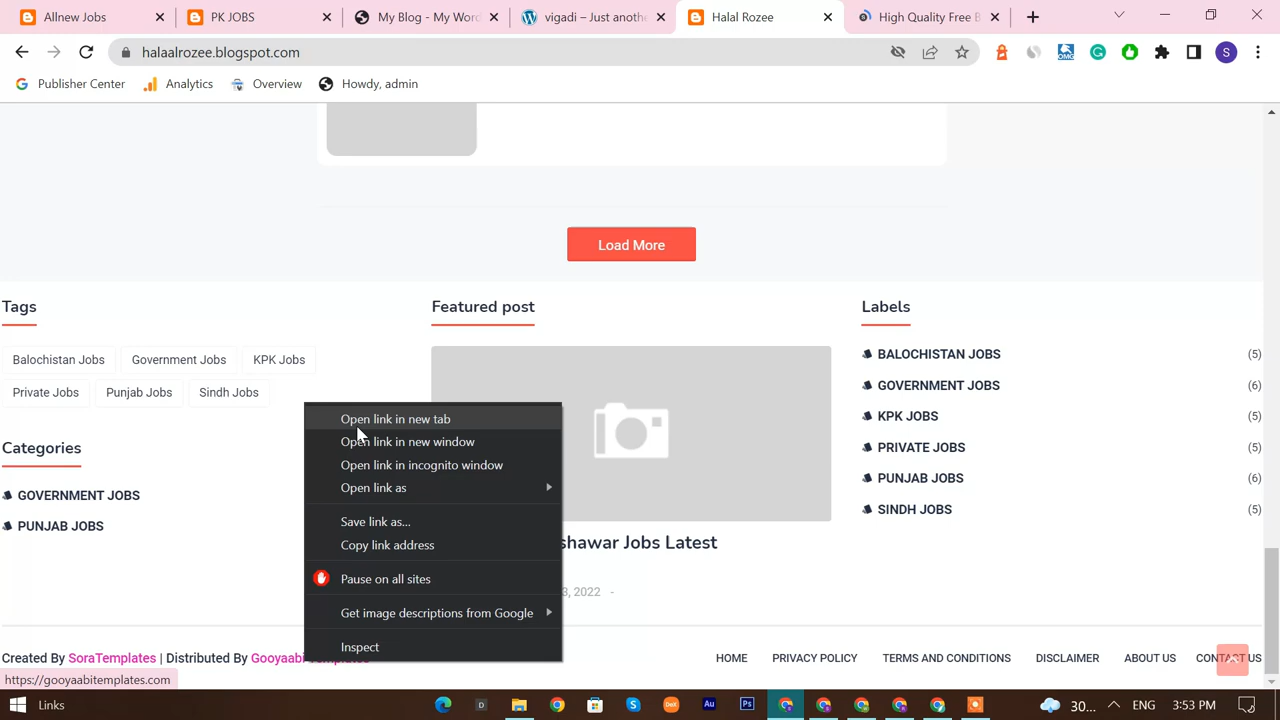 Allnew Jobs
PK JOBS
My Blog - My Word
vigadi – Just anoth
Halal Rozee
High Quality Free B
halaalrozee.blogspot.com
S
Publisher Center
Analytics
Overview
Howdy, admin
Load More
Tags
Balochistan Jobs
Government Jobs
KPK Jobs
Private Jobs
Punjab Jobs
Sindh Jobs
Categories
GOVERNMENT JOBS
PUNJAB JOBS
Open link in new tab
Open link in new window
Open link in incognito window
Open link as
Save link as...
Copy link address
Pause on all sites
Get image descriptions from Google
Inspect
Featured post
shawar Jobs Latest
3, 2022 -
Labels
BALOCHISTAN JOBS (5)
GOVERNMENT JOBS (6)
KPK JOBS (5)
PRIVATE JOBS (5)
PUNJAB JOBS (6)
SINDH JOBS (5)
Created By SoraTemplates | Distributed By Gooyaabi
HOME
PRIVACY POLICY
TERMS AND CONDITIONS
DISCLAIMER
ABOUT US
CONTACT US
https://gooyaabitemplates.com
Links
30...
ENG
3:53 PM